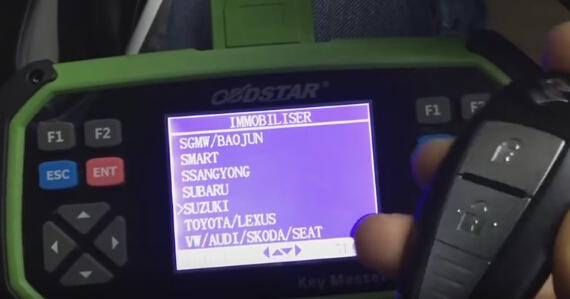 OBDSTAR
IMMOBILISER
SGMW/BAOJUN
SMART
SSANGYONG
SUBARU
>SUZUKI
TOYOTA/LEXUS
VW/AUDI/SKODA/SEAT
F1
F2
ESC
ENT
F1
Key Master